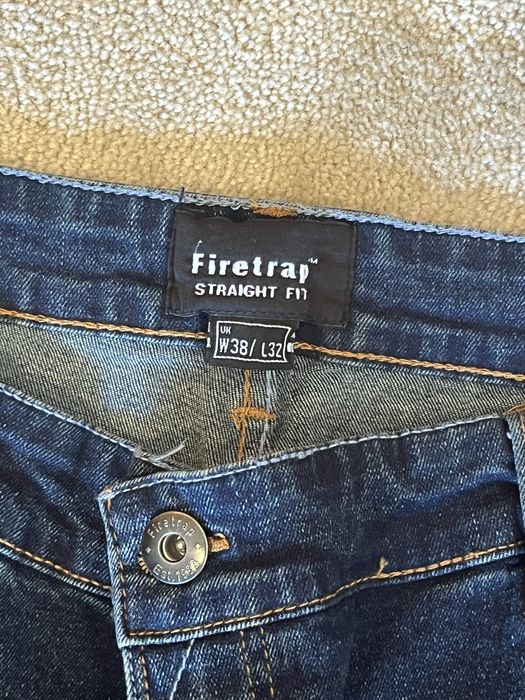 Firetrap™
STRAIGHT FIT
UK
W38/ L32
Firetrap
Est.